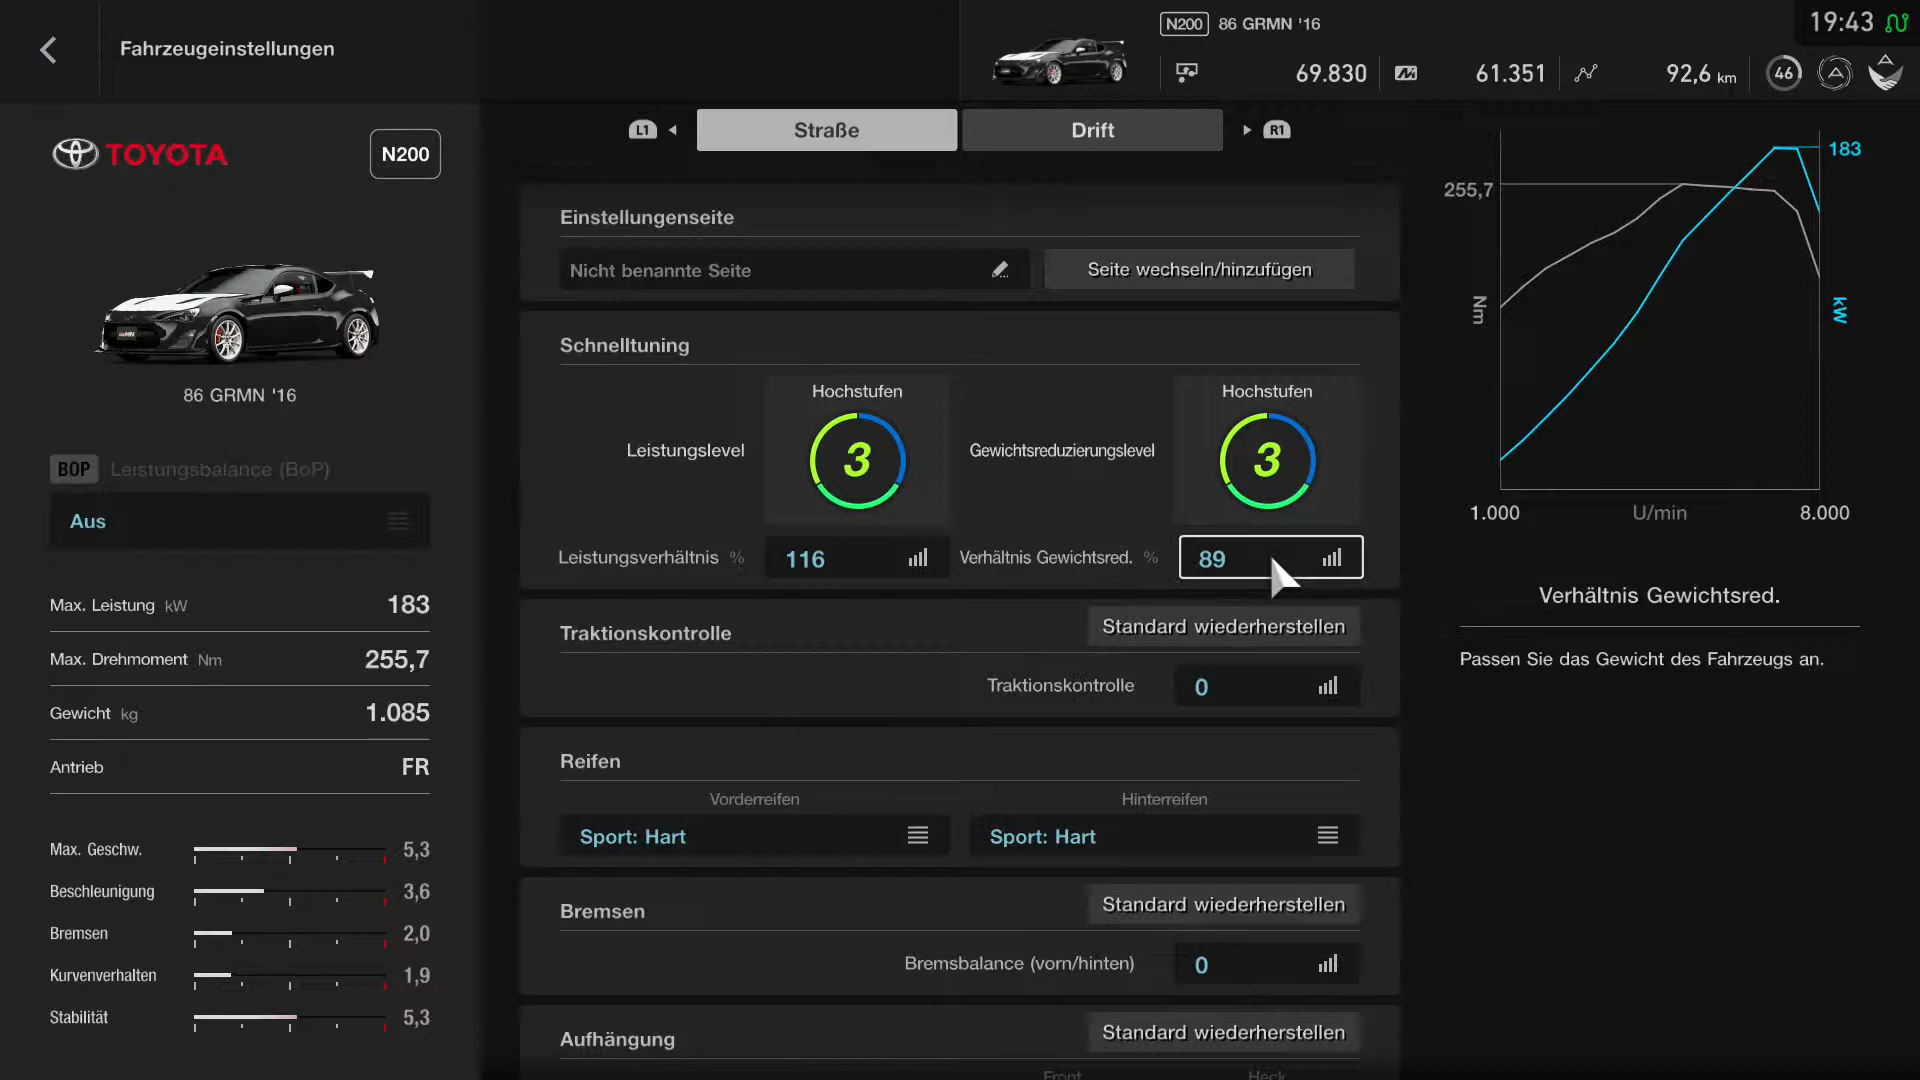 Fahrzeugeinstellungen
N200 86 GRMN '16
19:43
69.830 61.351 92,6 km 46
TOYOTA N200
86 GRMN '16
BOP Leistungsbalance (BoP)
Aus
Max. Leistung kW 183
Max. Drehmoment Nm 255,7
Gewicht kg 1.085
Antrieb FR
Max. Geschw. 5,3
Beschleunigung 3,6
Bremsen 2,0
Kurvenverhalten 1,9
Stabilität 5,3
L1 Straße Drift R1
Einstellungenseite
Nicht benannte Seite Seite wechseln/hinzufügen
Schnelltuning
Hochstufen Hochstufen
Leistungslevel 3 Gewichtsreduzierungslevel 3
Leistungsverhältnis % 116 Verhältnis Gewichtsred. % 89
Traktionskontrolle Standard wiederherstellen
Traktionskontrolle 0
Reifen
Vorderreifen Hinterreifen
Sport: Hart Sport: Hart
Bremsen Standard wiederherstellen
Bremsbalance (vorn/hinten) 0
Aufhängung Standard wiederherstellen
Front Heck
183
255,7
Nm kW
1.000 U/min 8.000
Verhältnis Gewichtsred.
Passen Sie das Gewicht des Fahrzeugs an.